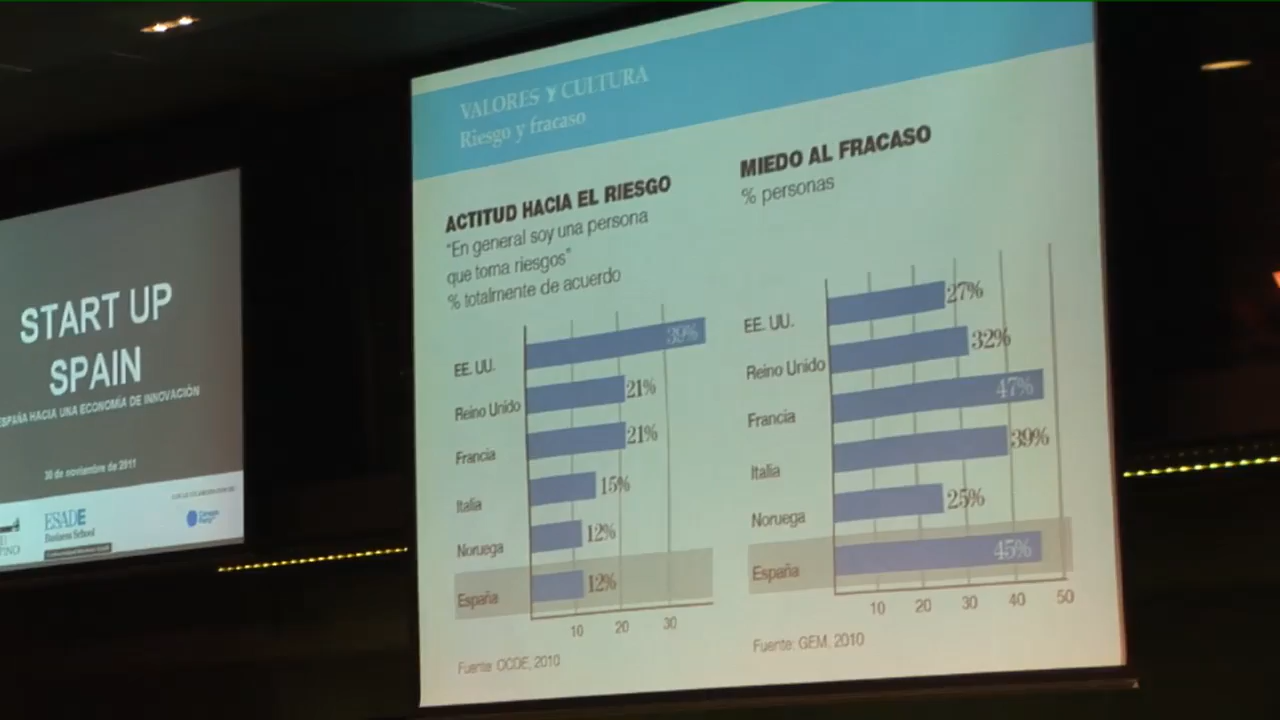 START UP
SPAIN
ESPAÑA HACIA UNA ECONOMÍA DE INNOVACIÓN
30 de noviembre de 2011
ESADE
Business School
VALORES Y CULTURA
Riesgo y fracaso
ACTITUD HACIA EL RIESGO
"En general soy una persona
que toma riesgos"
% totalmente de acuerdo
EE. UU. 39%
Reino Unido 21%
Francia 21%
Italia 15%
Noruega 12%
España 12%
10 20 30
Fuente: OCDE, 2010
MIEDO AL FRACASO
% personas
EE. UU. 27%
Reino Unido 32%
Francia 47%
Italia 39%
Noruega 25%
España 45%
10 20 30 40 50
Fuente: GEM, 2010